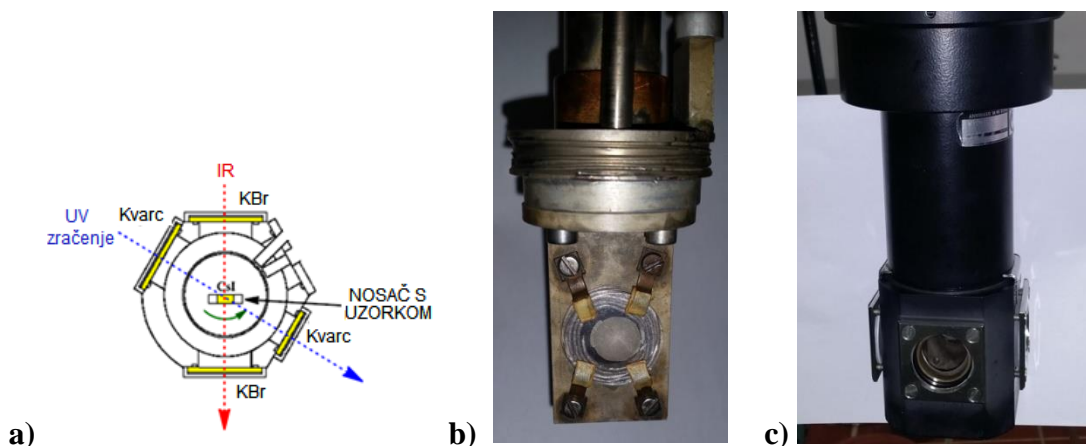 IR
KBr
UV
zračenje
Kvarc
CsI
NOSAČ S
UZORKOM
Kvarc
KBr
a)
b)
c)